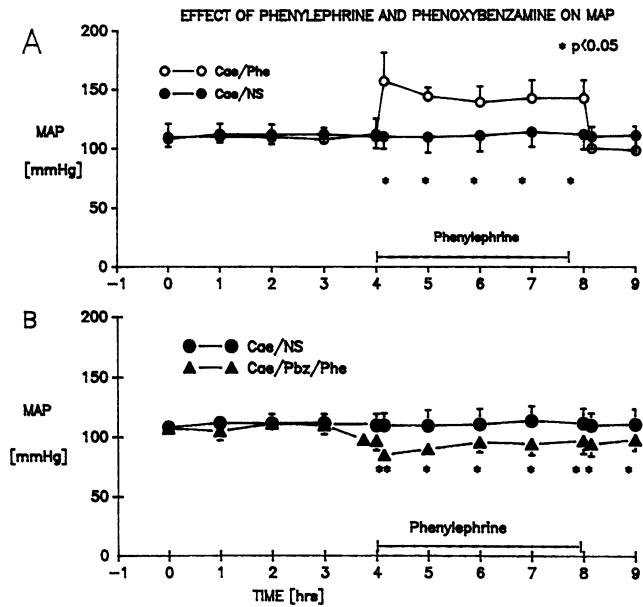 EFFECT OF PHENYLEPHRINE AND PHENOXYBENZAMINE ON MAP
A
* p<0.05
200
Cae/Phe
Cae/NS
150
MAP
100
[mmHg]
50
* * * * *
Phenylephrine
0
-1 0 1 2 3 4 5 6 7 8 9
B
200
Cae/NS
Cae/Pbz/Phe
150
MAP
100
[mmHg]
** * * * * * *
50
Phenylephrine
0
-1 0 1 2 3 4 5 6 7 8 9
TIME [hrs]